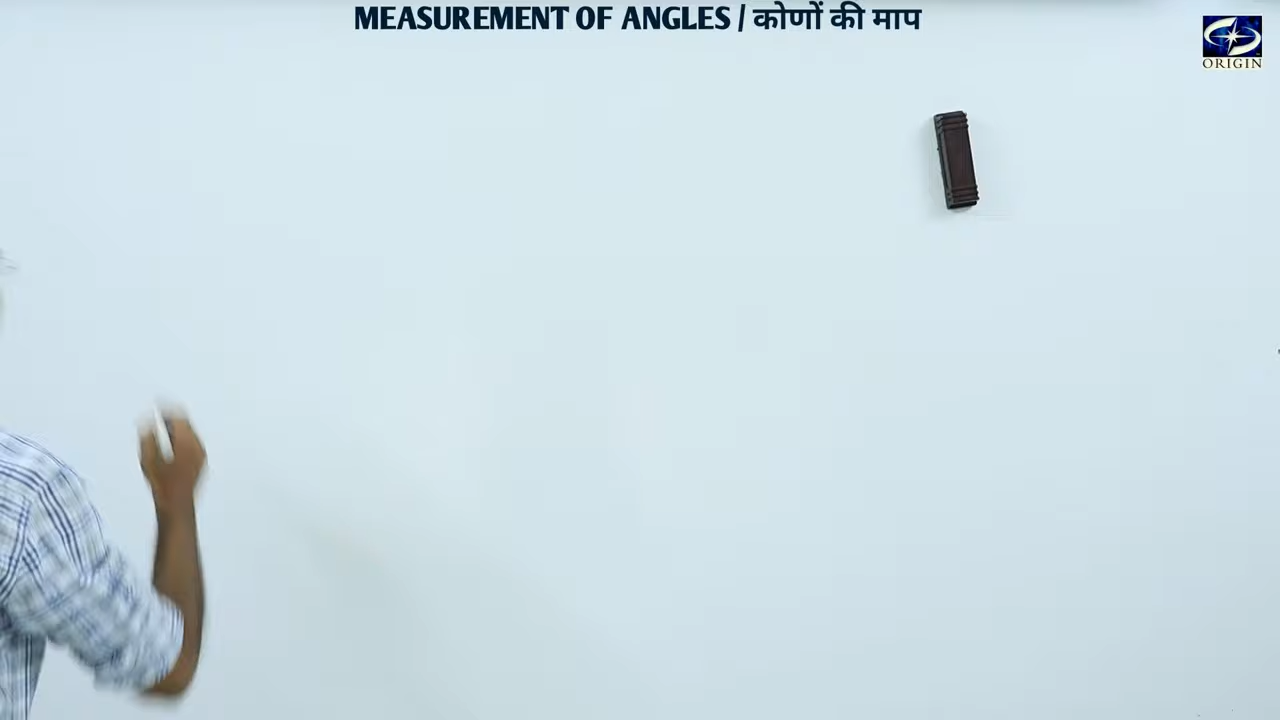 MEASUREMENT OF ANGLES / कोणों की माप
ORIGIN